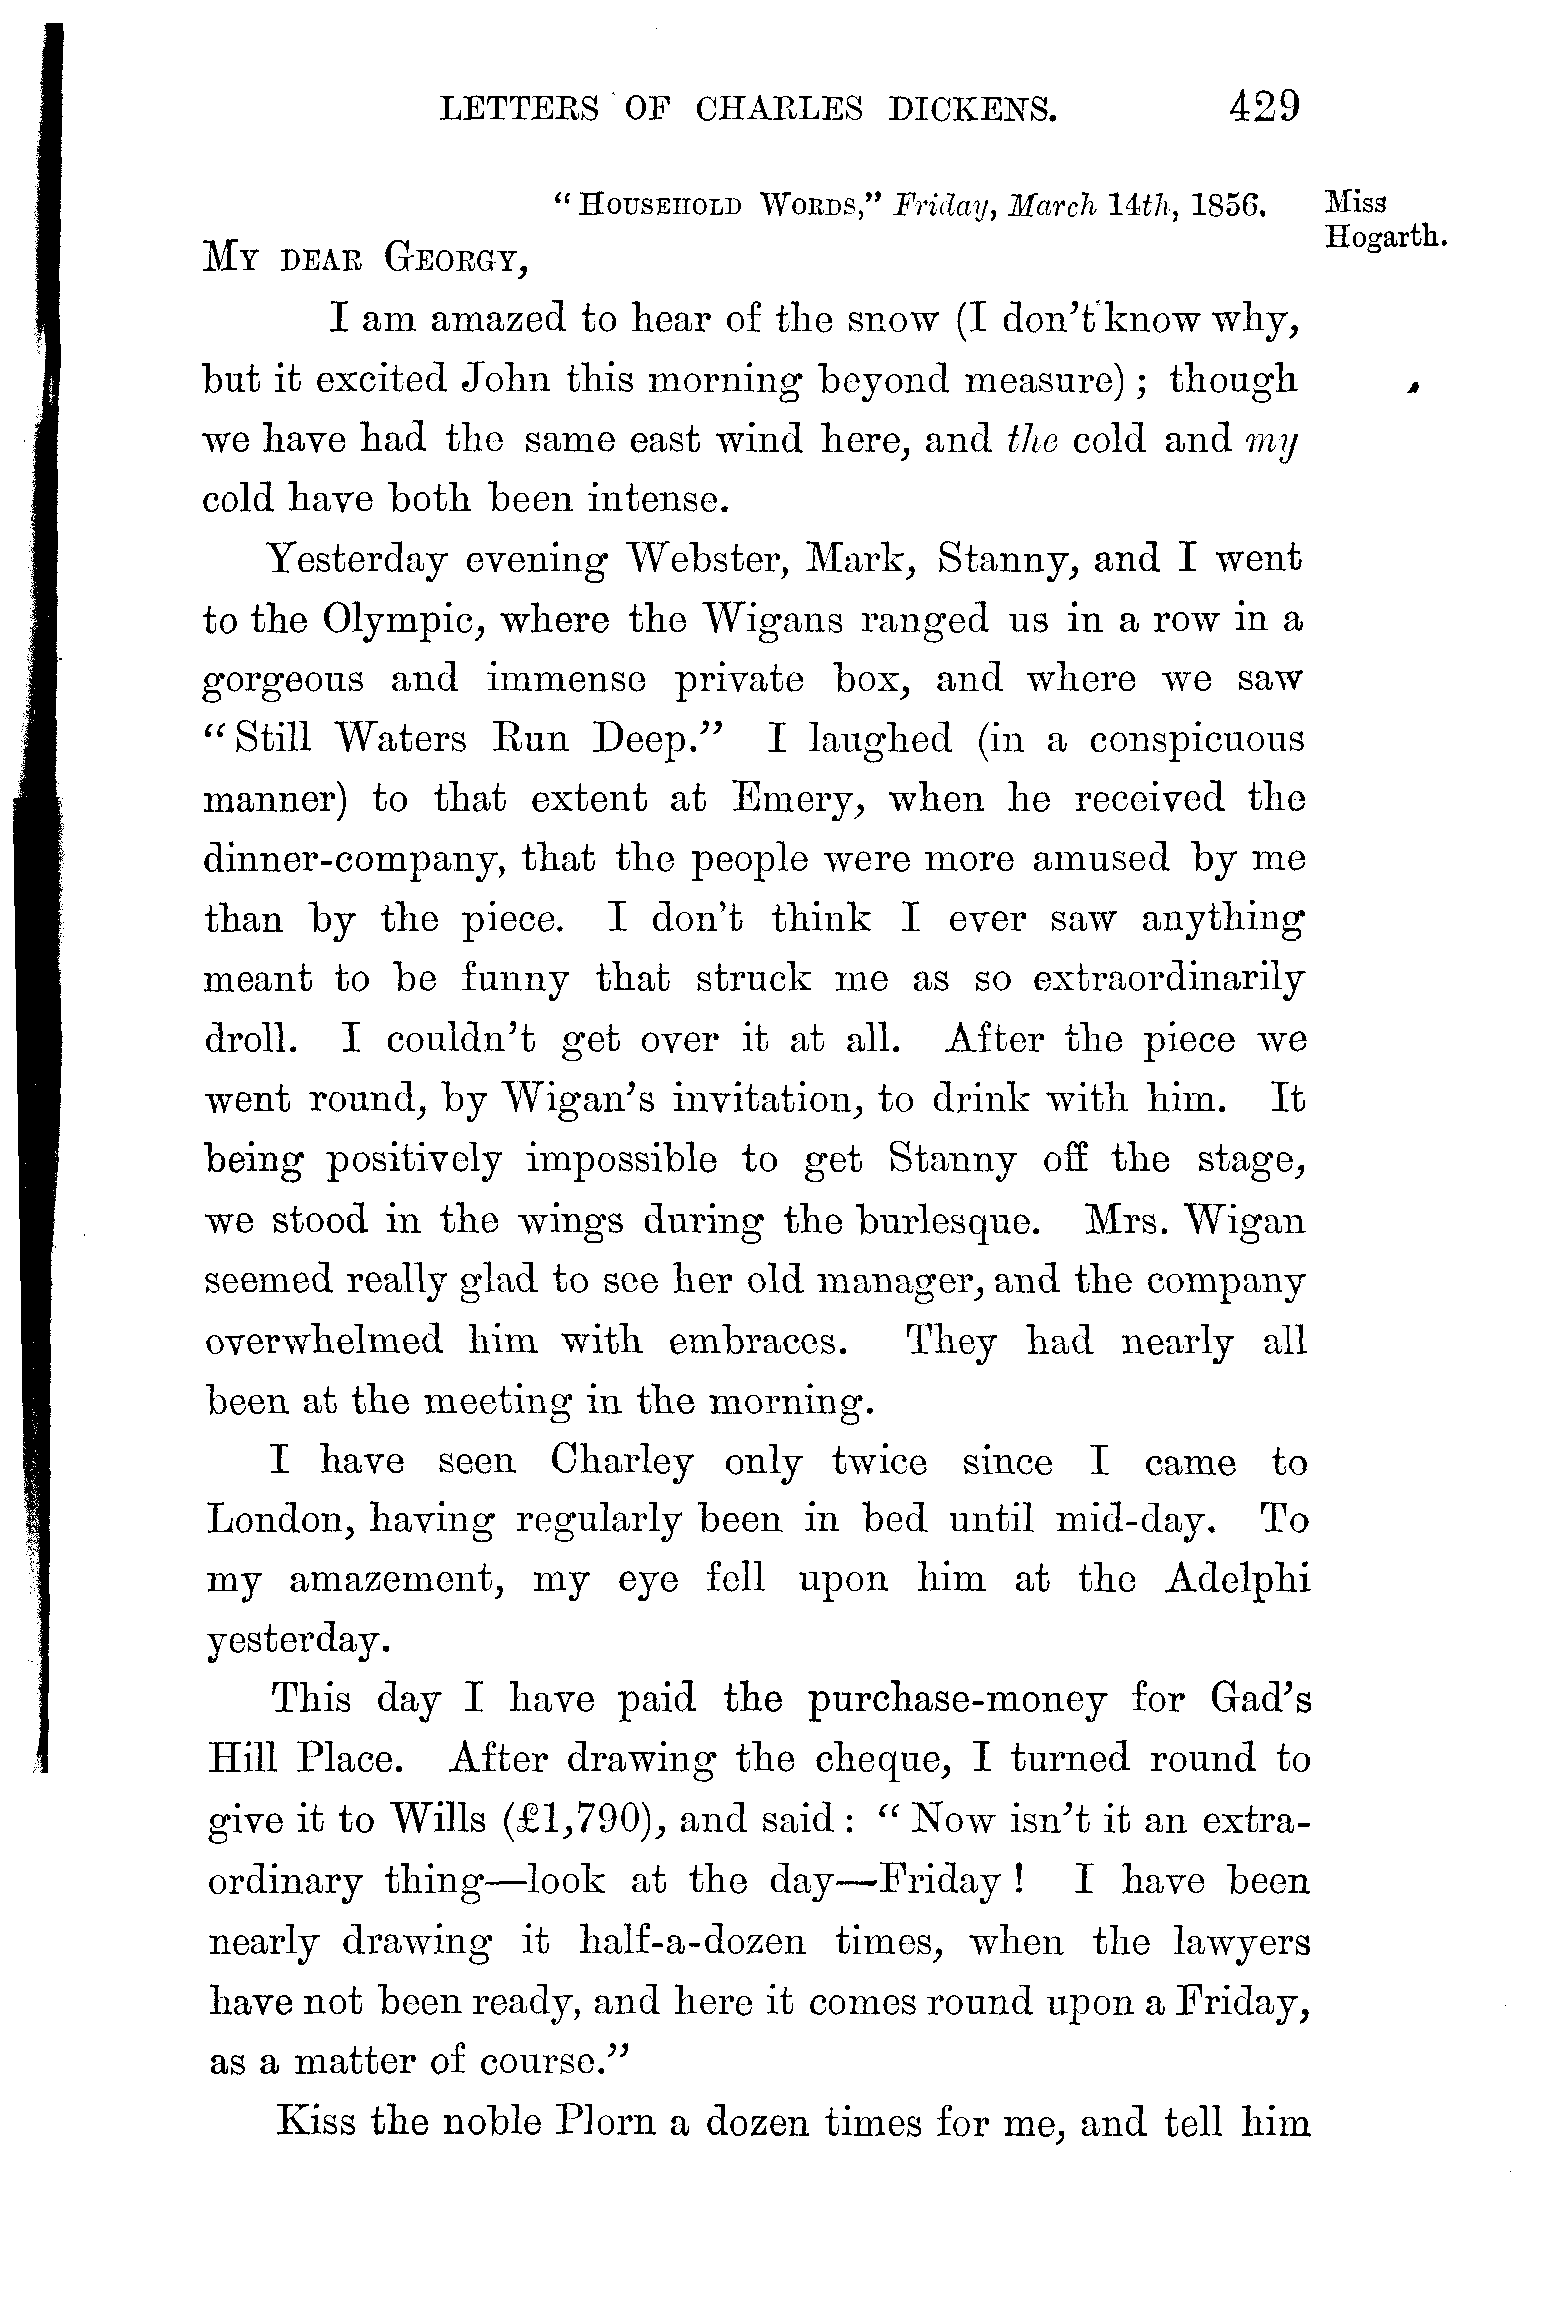 LETTERS OF CHARLES DICKENS. 429
"HOUSEHOLD WORDS," Friday, March 14th, 1856.
Miss
Hogarth.
MY DEAR GEORGY,
I am amazed to hear of the snow (I don't know why,
but it excited John this morning beyond measure); though
we have had the same east wind here, and the cold and my
cold have both been intense.
Yesterday evening Webster, Mark, Stanny, and I went
to the Olympic, where the Wigans ranged us in a row in a
gorgeous and immense private box, and where we saw
"Still Waters Run Deep." I laughed (in a conspicuous
manner) to that extent at Emery, when he received the
dinner-company, that the people were more amused by me
than by the piece. I don't think I ever saw anything
meant to be funny that struck me as so extraordinarily
droll. I couldn't get over it at all. After the piece we
went round, by Wigan's invitation, to drink with him. It
being positively impossible to get Stanny off the stage,
we stood in the wings during the burlesque. Mrs. Wigan
seemed really glad to see her old manager, and the company
overwhelmed him with embraces. They had nearly all
been at the meeting in the morning.
I have seen Charley only twice since I came to
London, having regularly been in bed until mid-day. To
my amazement, my eye fell upon him at the Adelphi
yesterday.
This day I have paid the purchase-money for Gad's
Hill Place. After drawing the cheque, I turned round to
give it to Wills (£1,790), and said: "Now isn't it an extra-
ordinary thing—look at the day—Friday! I have been
nearly drawing it half-a-dozen times, when the lawyers
have not been ready, and here it comes round upon a Friday,
as a matter of course."
Kiss the noble Plorn a dozen times for me, and tell him